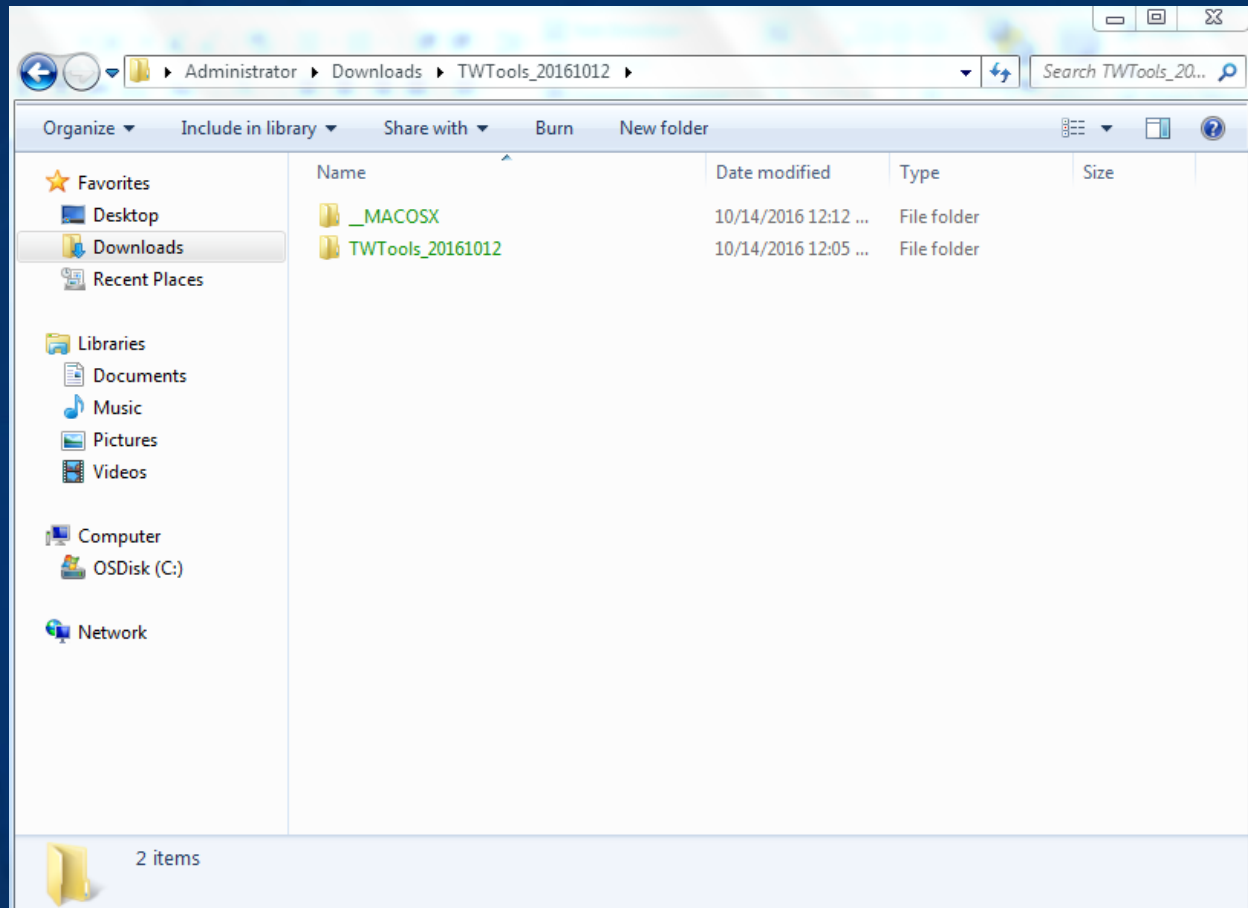 Administrator Downloads TWTools_20161012
Search TWTools_20...
Organize Include in library Share with Burn New folder
Favorites
Desktop
Downloads
Recent Places
Libraries
Documents
Music
Pictures
Videos
Computer
OSDisk (C:)
Network
Name Date modified Type Size
__MACOSX 10/14/2016 12:12 ... File folder
TWTools_20161012 10/14/2016 12:05 ... File folder
2 items